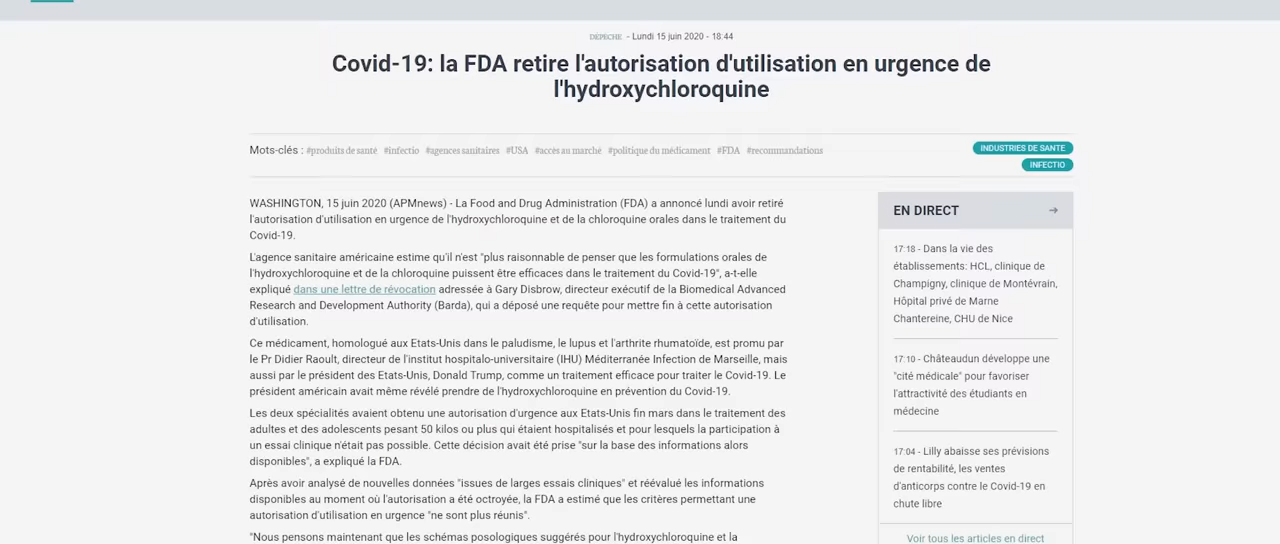 DÉPÊCHE - Lundi 15 juin 2020 - 18:44
Covid-19: la FDA retire l'autorisation d'utilisation en urgence de
l'hydroxychloroquine
Mots-clés : #produits de santé #infectio #agences sanitaires #USA #accès au marché #politique du médicament #FDA #recommandations
INDUSTRIES DE SANTE
INFECTIO
WASHINGTON, 15 juin 2020 (APMnews) - La Food and Drug Administration (FDA) a annoncé lundi avoir retiré
l'autorisation d'utilisation en urgence de l'hydroxychloroquine et de la chloroquine orales dans le traitement du
Covid-19.
L'agence sanitaire américaine estime qu'il n'est "plus raisonnable de penser que les formulations orales de
l'hydroxychloroquine et de la chloroquine puissent être efficaces dans le traitement du Covid-19", a-t-elle
expliqué dans une lettre de révocation adressée à Gary Disbrow, directeur exécutif de la Biomedical Advanced
Research and Development Authority (Barda), qui a déposé une requête pour mettre fin à cette autorisation
d'utilisation.
Ce médicament, homologué aux Etats-Unis dans le paludisme, le lupus et l'arthrite rhumatoïde, est promu par
le Pr Didier Raoult, directeur de l'institut hospitalo-universitaire (IHU) Méditerranée Infection de Marseille, mais
aussi par le président des Etats-Unis, Donald Trump, comme un traitement efficace pour traiter le Covid-19. Le
président américain avait même révélé prendre de l'hydroxychloroquine en prévention du Covid-19.
Les deux spécialités avaient obtenu une autorisation d'urgence aux Etats-Unis fin mars dans le traitement des
adultes et des adolescents pesant 50 kilos ou plus qui étaient hospitalisés et pour lesquels la participation à
un essai clinique n'était pas possible. Cette décision avait été prise "sur la base des informations alors
disponibles", a expliqué la FDA.
Après avoir analysé de nouvelles données "issues de larges essais cliniques" et réévalué les informations
disponibles au moment où l'autorisation a été octroyée, la FDA a estimé que les critères permettant une
autorisation d'utilisation en urgence "ne sont plus réunis".
"Nous pensons maintenant que les schémas posologiques suggérés pour l'hydroxychloroquine et la
EN DIRECT →
17:18 - Dans la vie des
établissements: HCL, clinique de
Champigny, clinique de Montévrain,
Hôpital privé de Marne
Chantereine, CHU de Nice
17:10 - Châteaudun développe une
"cité médicale" pour favoriser
l'attractivité des étudiants en
médecine
17:04 - Lilly abaisse ses prévisions
de rentabilité, les ventes
d'anticorps contre le Covid-19 en
chute libre
Voir tous les articles en direct